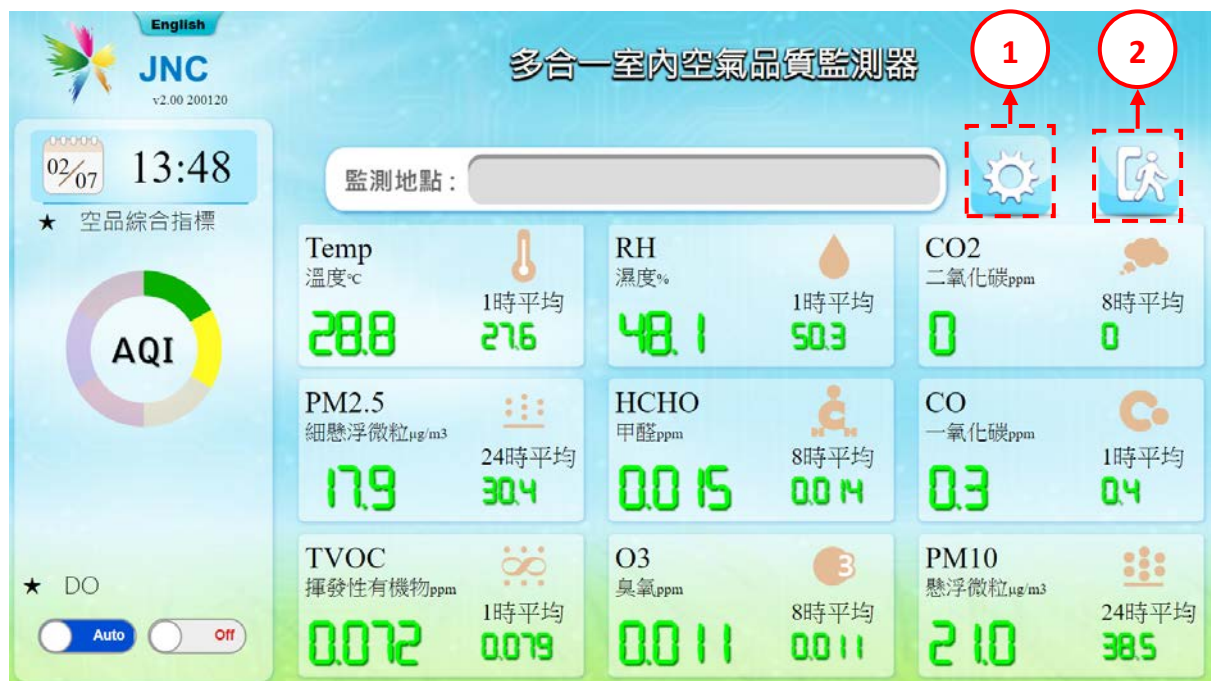 English
JNC
v2.00 200120
多合一室內空氣品質監測器
1
2
02/07
13:48
監測地點 :
★ 空品綜合指標
AQI
Temp
溫度°C
1時平均
28.8
27.6
RH
濕度%
1時平均
48.1
50.3
CO2
二氧化碳ppm
8時平均
0
0
PM2.5
細懸浮微粒μg/m3
24時平均
17.9
30.4
HCHO
甲醛ppm
C
H
H
8時平均
0.015
0.014
CO
一氧化碳ppm
1時平均
0.3
0.4
TVOC
揮發性有機物ppm
1時平均
0.072
0.079
O3
臭氧ppm
3
8時平均
0.011
0.011
PM10
懸浮微粒μg/m3
24時平均
21.0
38.5
★ DO
Auto
Off